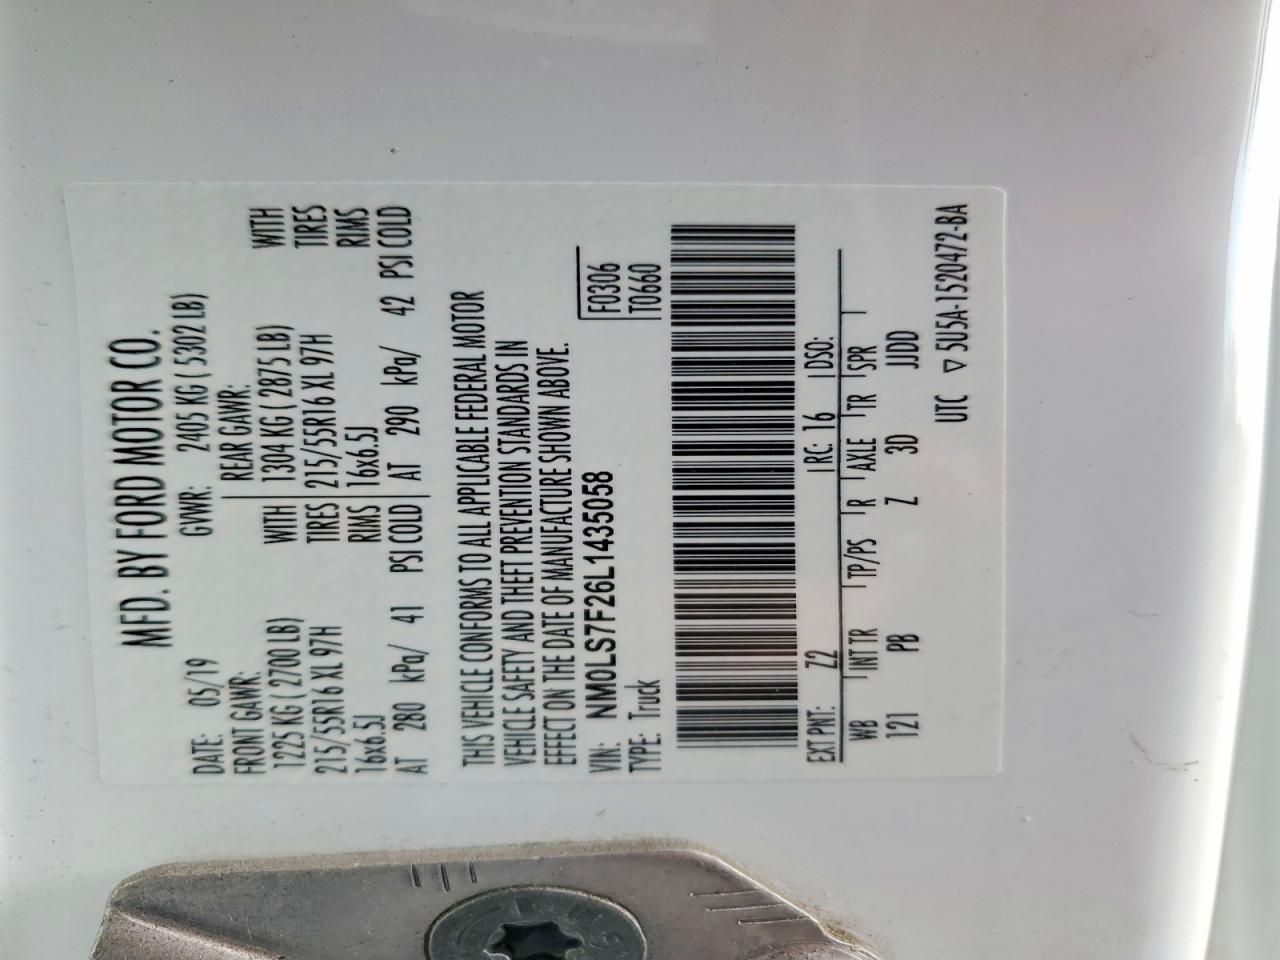 MFD. BY FORD MOTOR CO.
DATE: 05/19 GVWR: 2405 KG ( 5302 LB)
FRONT GAWR: REAR GAWR:
1225 KG ( 2700 LB) WITH 1304 KG ( 2875 LB) WITH
215/55R16 XL 97H TIRES 215/55R16 XL 97H TIRES
16x6.5J RIMS 16x6.5J RIMS
AT 280 kPa/ 41 PSI COLD AT 290 kPa/ 42 PSI COLD
THIS VEHICLE CONFORMS TO ALL APPLICABLE FEDERAL MOTOR
VEHICLE SAFETY AND THEFT PREVENTION STANDARDS IN
EFFECT ON THE DATE OF MANUFACTURE SHOWN ABOVE.
VIN: NM0LS7F26L1435058 F0306
TYPE: Truck T0660
EXT PNT: Z2 RC: 16 DSO:
WB INT TR TP/PS R AXLE TR SPR
121 PB Z 3D JJDD
UTC ▽ 5U5A-1520472-BA